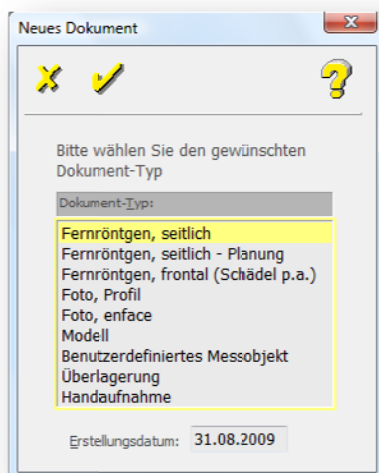 Neues Dokument
Bitte wählen Sie den gewünschten
Dokument-Typ
Dokument-Typ:
Fernröntgen, seitlich
Fernröntgen, seitlich - Planung
Fernröntgen, frontal (Schädel p.a.)
Foto, Profil
Foto, enface
Modell
Benutzerdefiniertes Messobjekt
Überlagerung
Handaufnahme
Erstellungsdatum: 31.08.2009